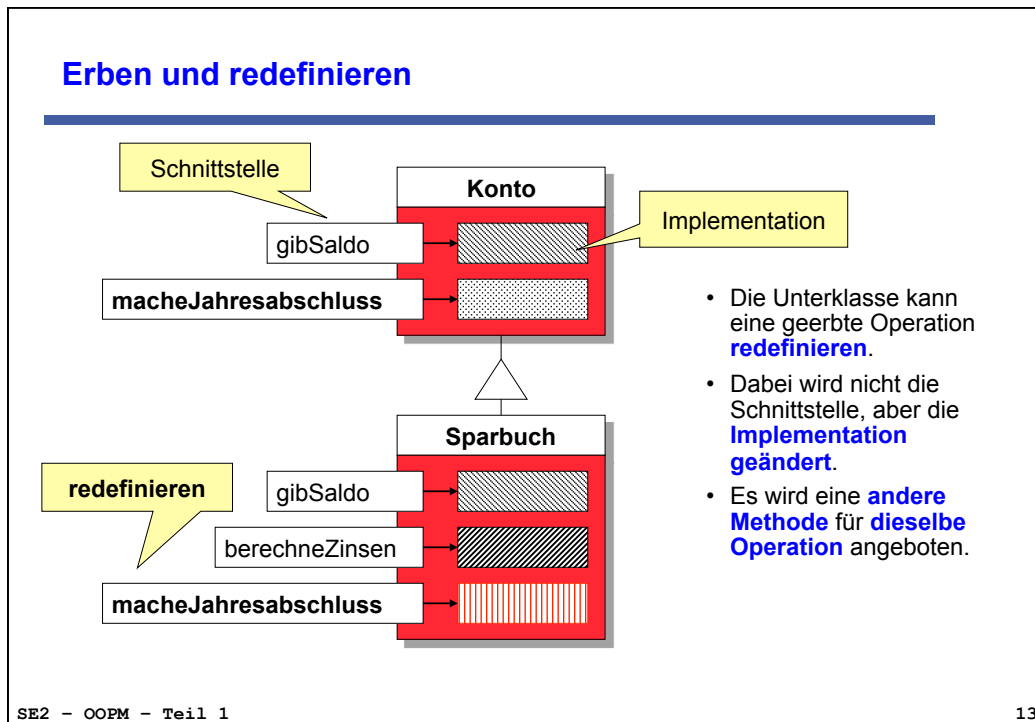 Erben und redefinieren
Schnittstelle
Konto
Implementation
gibSaldo
macheJahresabschluss
• Die Unterklasse kann
eine geerbte Operation
redefinieren.
• Dabei wird nicht die
Schnittstelle, aber die
Implementation
geändert.
• Es wird eine andere
Methode für dieselbe
Operation angeboten.
Sparbuch
redefinieren
gibSaldo
berechneZinsen
macheJahresabschluss
SE2 – OOPM – Teil 1
13